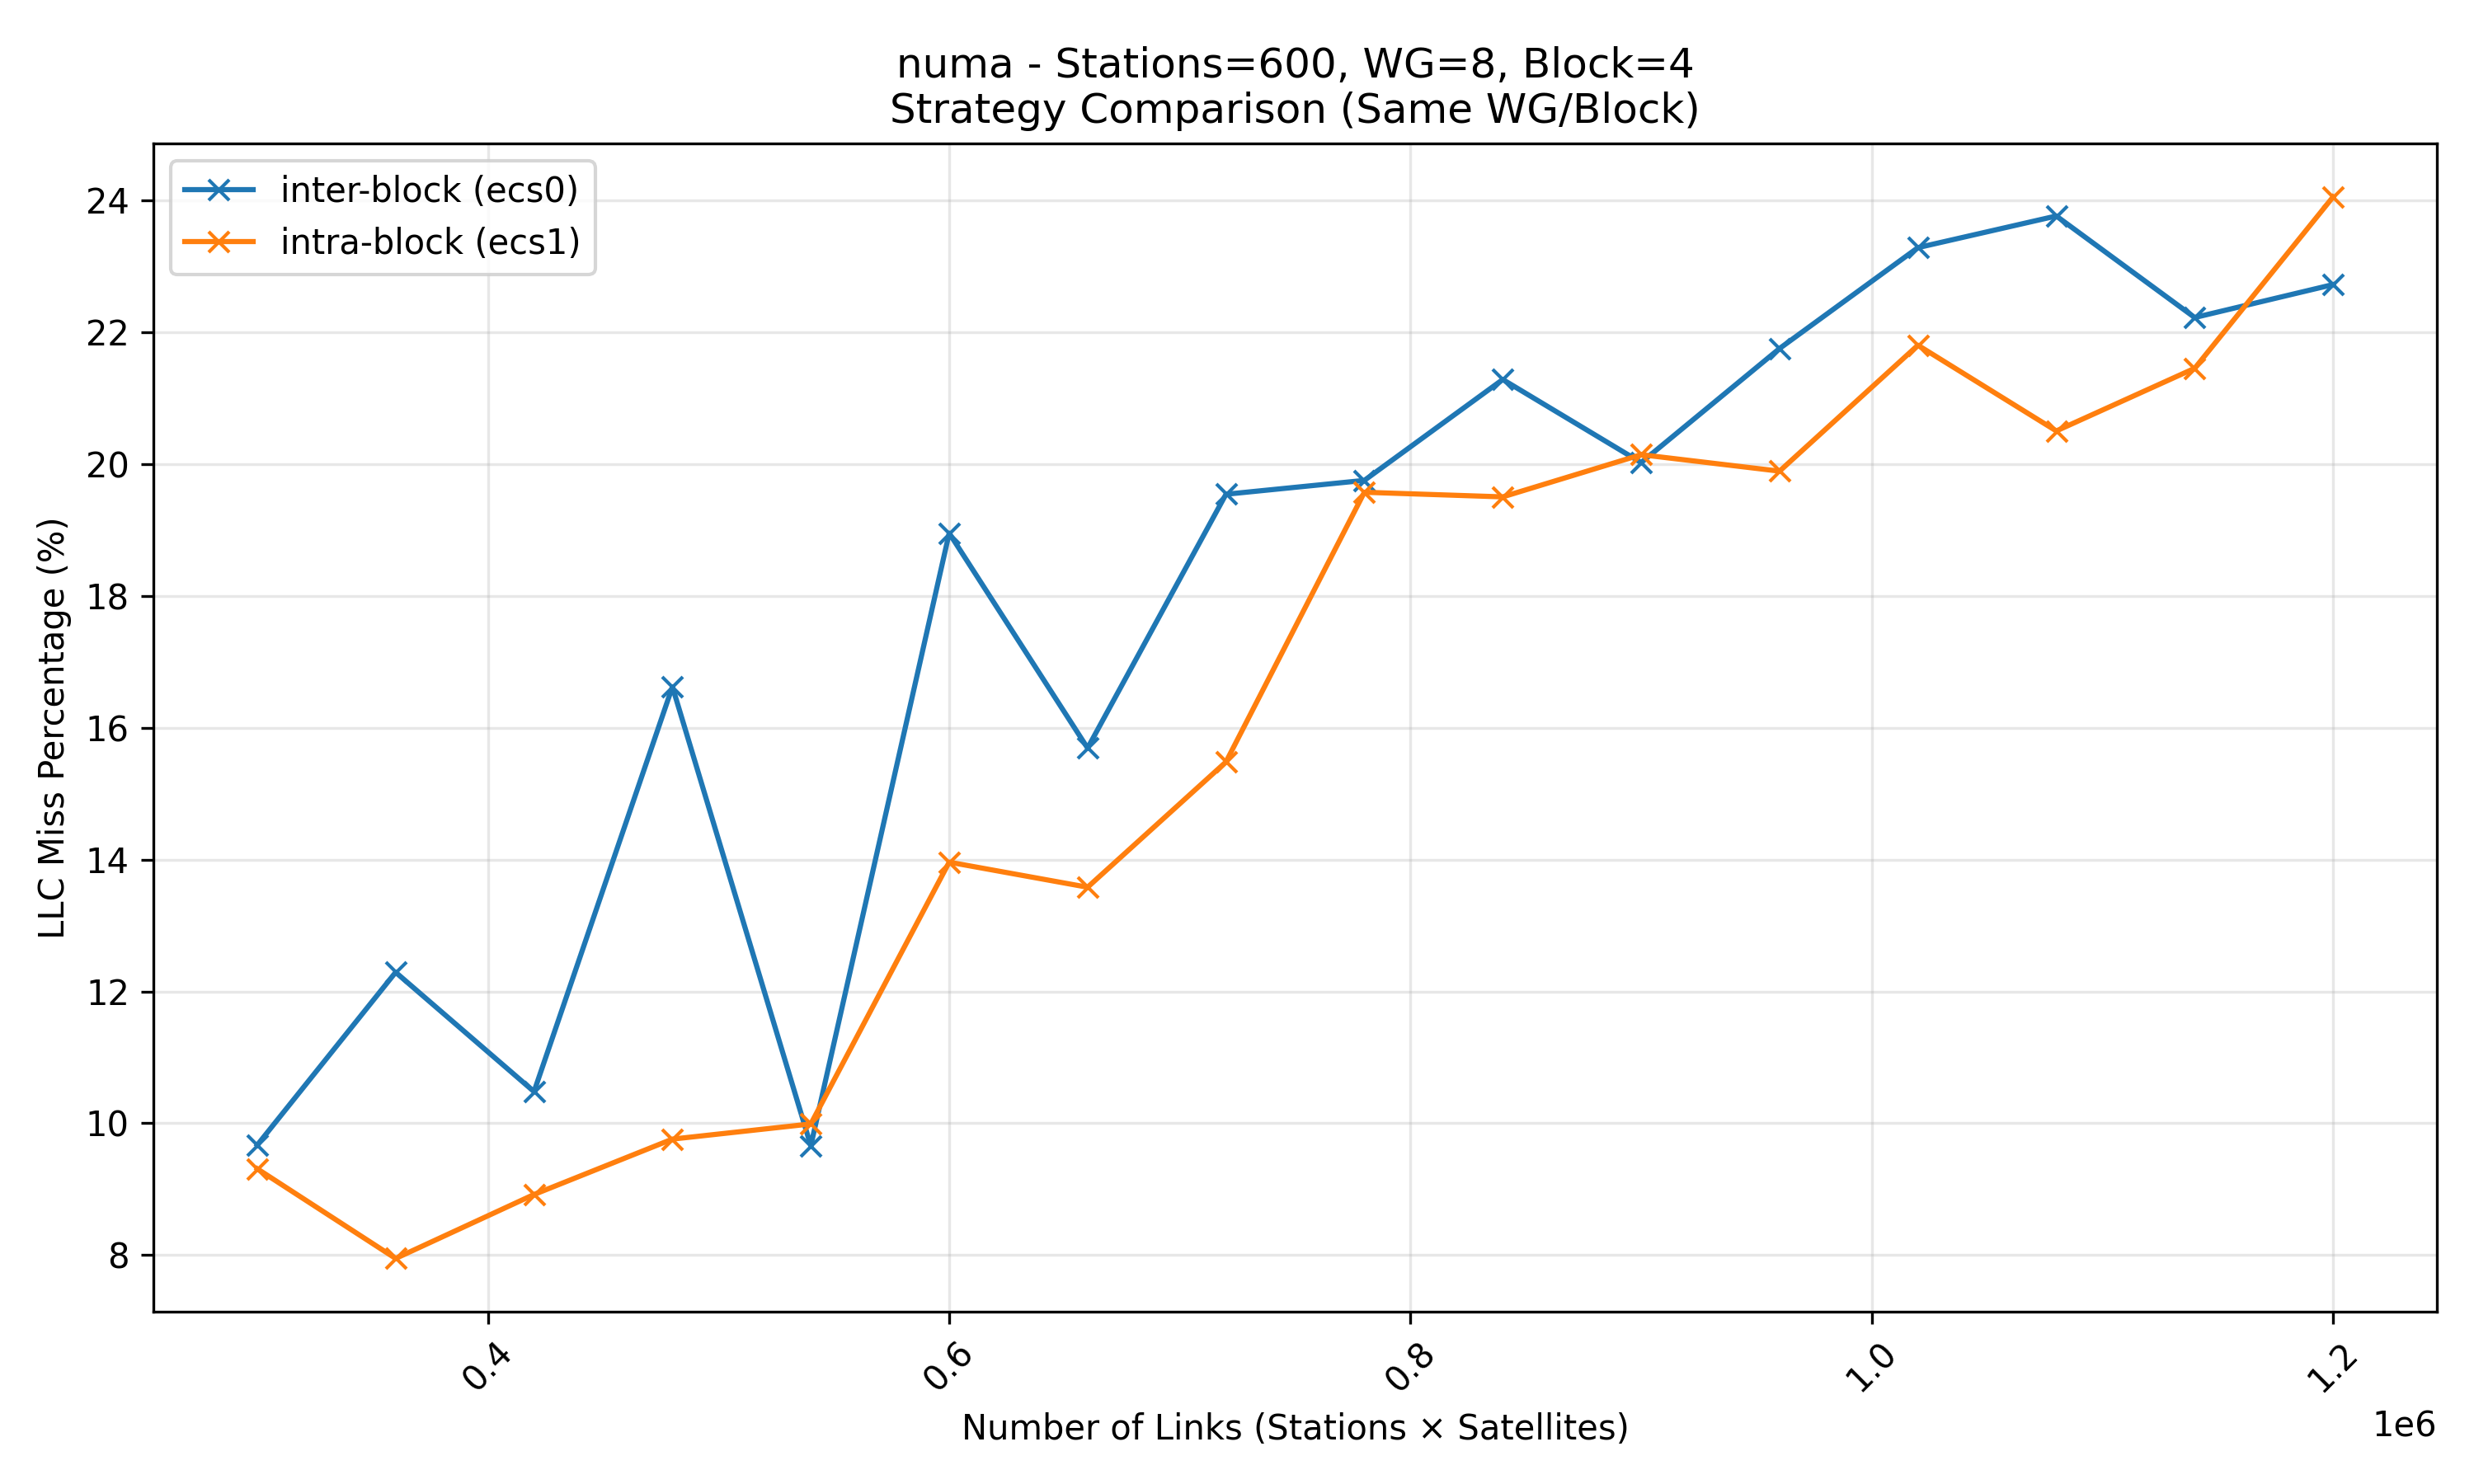 numa - Stations=600, WG=8, Block=4
Strategy Comparison (Same WG/Block)
inter-block (ecs0)
intra-block (ecs1)
LLC Miss Percentage (%)
24
22
20
18
16
14
12
10
8
0.4
0.6
0.8
1.0
1.2
1e6
Number of Links (Stations × Satellites)